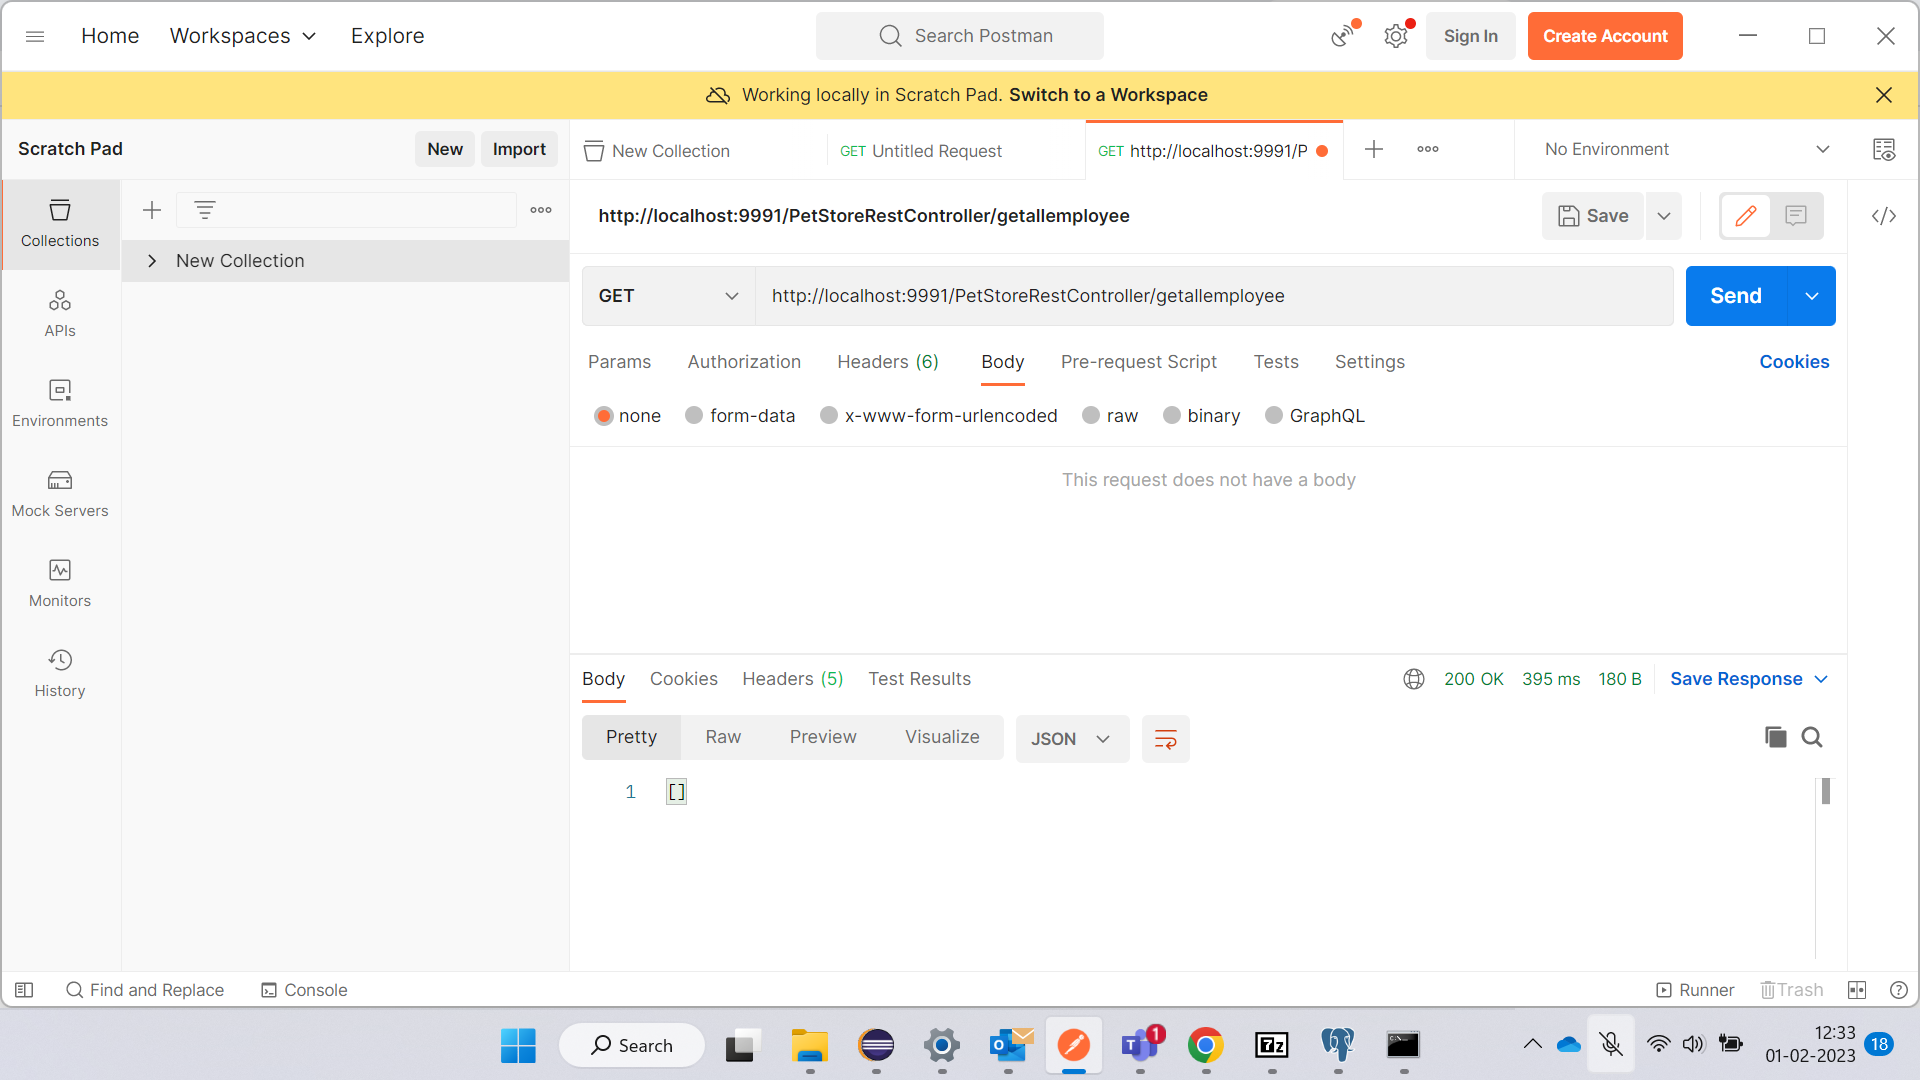 Home Workspaces Explore
Search Postman
Sign In
Create Account
Working locally in Scratch Pad. Switch to a Workspace
Scratch Pad
New
Import
New Collection
GET Untitled Request
GET http://localhost:9991/P
No Environment
Collections
New Collection
APIs
Environments
Mock Servers
Monitors
History
http://localhost:9991/PetStoreRestController/getallemployee
Save
GET
http://localhost:9991/PetStoreRestController/getallemployee
Send
Params Authorization Headers (6) Body Pre-request Script Tests Settings
Cookies
none form-data x-www-form-urlencoded raw binary GraphQL
This request does not have a body
Body Cookies Headers (5) Test Results
200 OK 395 ms 180 B Save Response
Pretty Raw Preview Visualize JSON
1 []
Find and Replace Console
Runner Trash
Search
1
12:33
01-02-2023
18